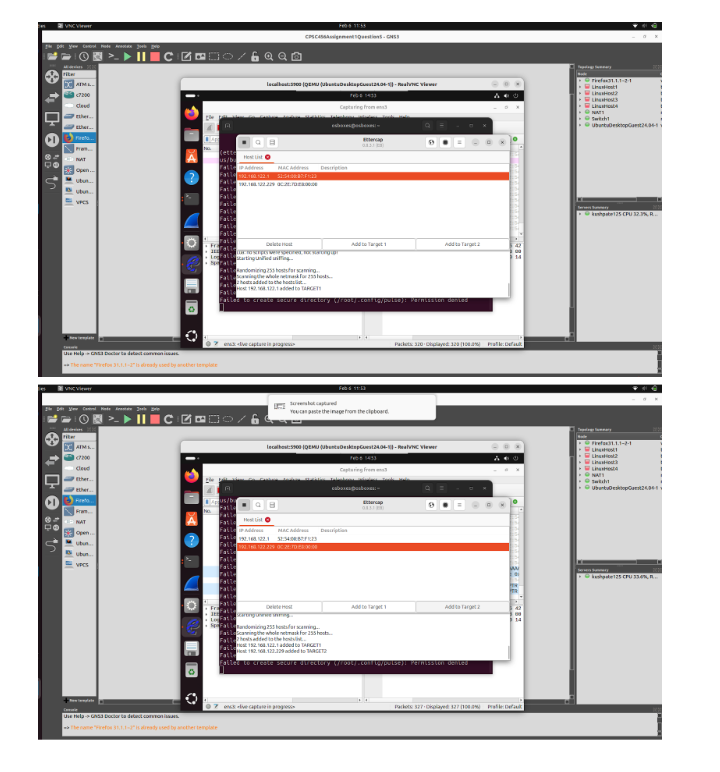 VNC Viewer
Feb 6 11:53
CPSC456Assignment1Question5 - GNS3
File Edit View Control Node Annotate Tools Help
All devices
Filter
ATM s...
c7200
Cloud
Ether...
Ether...
Firefo...
Fram...
NAT
Open ...
Ubun...
Ubun...
VPCS
New template
Topology Summary
Node
Firefox31.1.1~2-1
LinuxHost1
LinuxHost2
LinuxHost3
LinuxHost4
NAT1
Switch1
UbuntuDesktopGuest24.04-1
Servers Summary
kushpatel25 CPU 32.3%, R...
localhost:5900 (QEMU (UbuntuDesktopGuest24.04-1)) - RealVNC Viewer
Feb 6 14:53
Capturing from ens3
osboxes@osboxes: ~
Ettercap
0.8.3.1 (EB)
Host List
IP Address MAC Address Description
192.168.122.1 52:54:00:B7:F1:23
192.168.122.229 0C:2E:7D:E0:00:00
Delete Host Add to Target 1 Add to Target 2
Starting Unified sniffing...
Randomizing 255 hosts for scanning...
Scanning the whole netmask for 255 hosts...
2 hosts added to the hosts list...
Host 192.168.122.1 added to TARGET1
Failed to create secure directory (/root/.config/pulse): Permission denied
ens3: <live capture in progress>
Packets: 320 · Displayed: 320 (100.0%)
Profile: Default
Console
Use Help -> GNS3 Doctor to detect common issues.
=> The name "Firefox 31.1.1~2" is already used by another template
VNC Viewer
Feb 6 11:53
Screenshot captured
You can paste the image from the clipboard.
File Edit View Control Node Annotate Tools Help
All devices
Filter
ATM s...
c7200
Cloud
Ether...
Ether...
Firefo...
Fram...
NAT
Open ...
Ubun...
Ubun...
VPCS
New template
Topology Summary
Node
Firefox31.1.1~2-1
LinuxHost1
LinuxHost2
LinuxHost3
LinuxHost4
NAT1
Switch1
UbuntuDesktopGuest24.04-1
Servers Summary
kushpatel25 CPU 33.6%, R...
localhost:5900 (QEMU (UbuntuDesktopGuest24.04-1)) - RealVNC Viewer
Feb 6 14:53
Capturing from ens3
osboxes@osboxes: ~
Ettercap
0.8.3.1 (EB)
Host List
IP Address MAC Address Description
192.168.122.1 52:54:00:B7:F1:23
192.168.122.229 0C:2E:7D:E0:00:00
Delete Host Add to Target 1 Add to Target 2
Starting Unified sniffing...
Randomizing 255 hosts for scanning...
Scanning the whole netmask for 255 hosts...
2 hosts added to the hosts list...
Host 192.168.122.1 added to TARGET1
Host 192.168.122.229 added to TARGET2
Failed to create secure directory (/root/.config/pulse): Permission denied
ens3: <live capture in progress>
Packets: 327 · Displayed: 327 (100.0%)
Profile: Default
Console
Use Help -> GNS3 Doctor to detect common issues.
=> The name "Firefox 31.1.1~2" is already used by another template